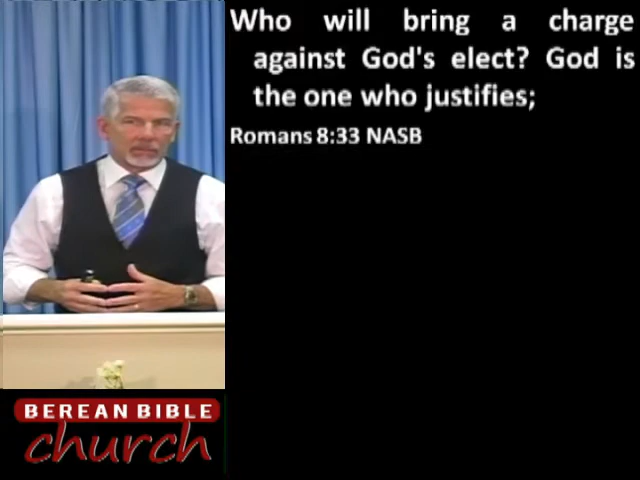 Who will bring a charge
against God's elect? God is
the one who justifies;
Romans 8:33 NASB
BEREAN BIBLE
church